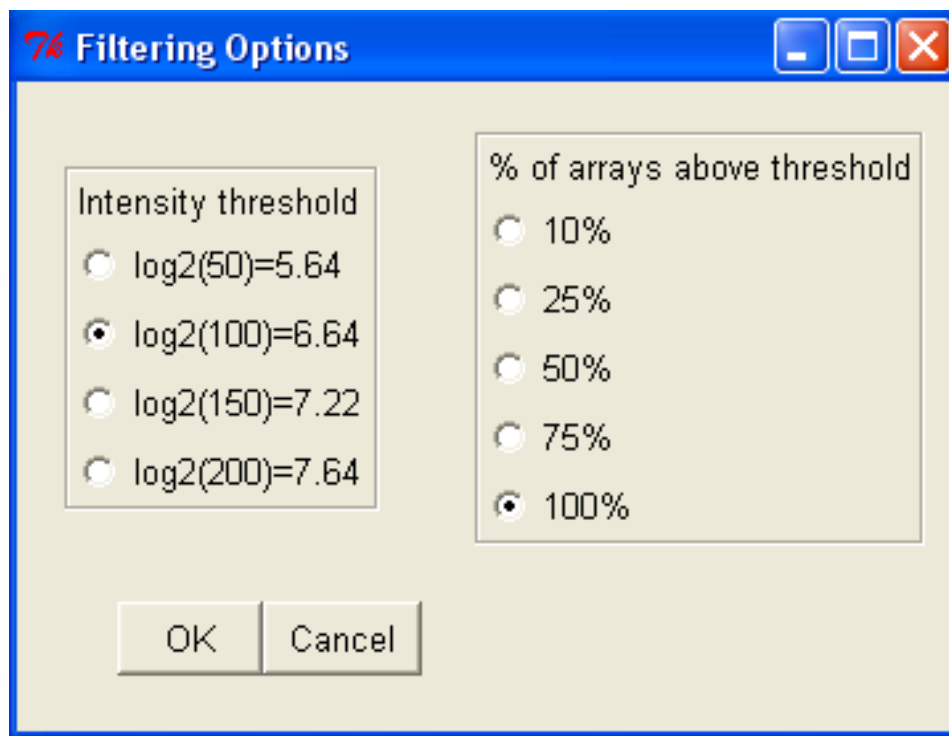 Filtering Options
Intensity threshold
log2(50)=5.64
log2(100)=6.64
log2(150)=7.22
log2(200)=7.64
% of arrays above threshold
10%
25%
50%
75%
100%
OK
Cancel